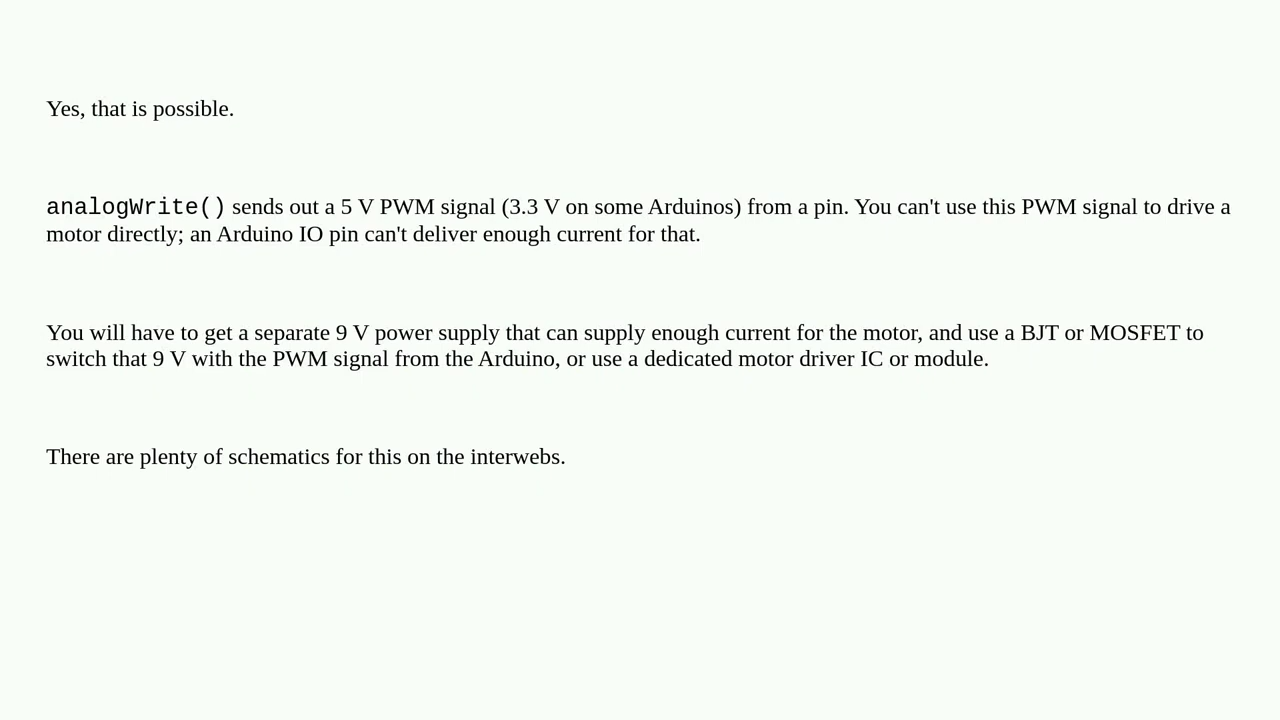 Yes, that is possible.
analogWrite() sends out a 5 V PWM signal (3.3 V on some Arduinos) from a pin. You can't use this PWM signal to drive a
motor directly; an Arduino IO pin can't deliver enough current for that.
You will have to get a separate 9 V power supply that can supply enough current for the motor, and use a BJT or MOSFET to
switch that 9 V with the PWM signal from the Arduino, or use a dedicated motor driver IC or module.
There are plenty of schematics for this on the interwebs.